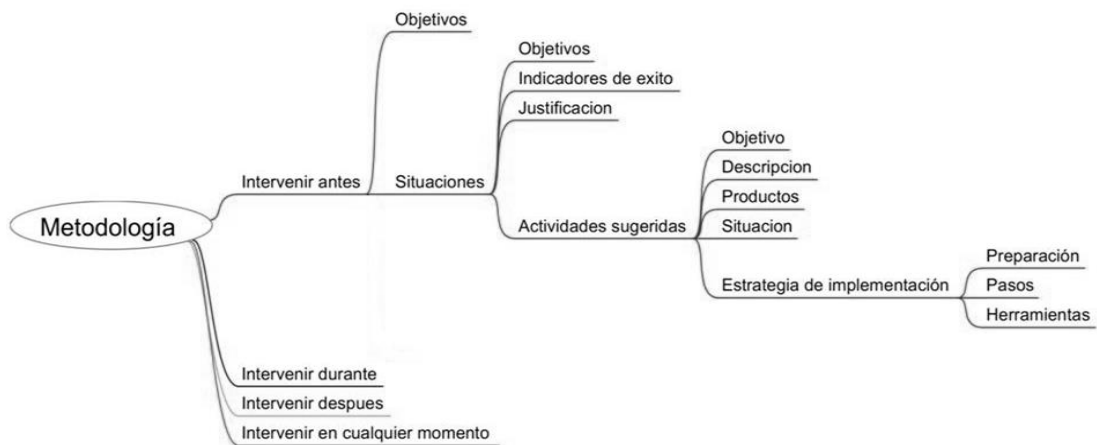 Metodología
Intervenir antes
Objetivos
Situaciones
Objetivos
Indicadores de exito
Justificacion
Actividades sugeridas
Objetivo
Descripcion
Productos
Situacion
Estrategia de implementación
Preparación
Pasos
Herramientas
Intervenir durante
Intervenir despues
Intervenir en cualquier momento